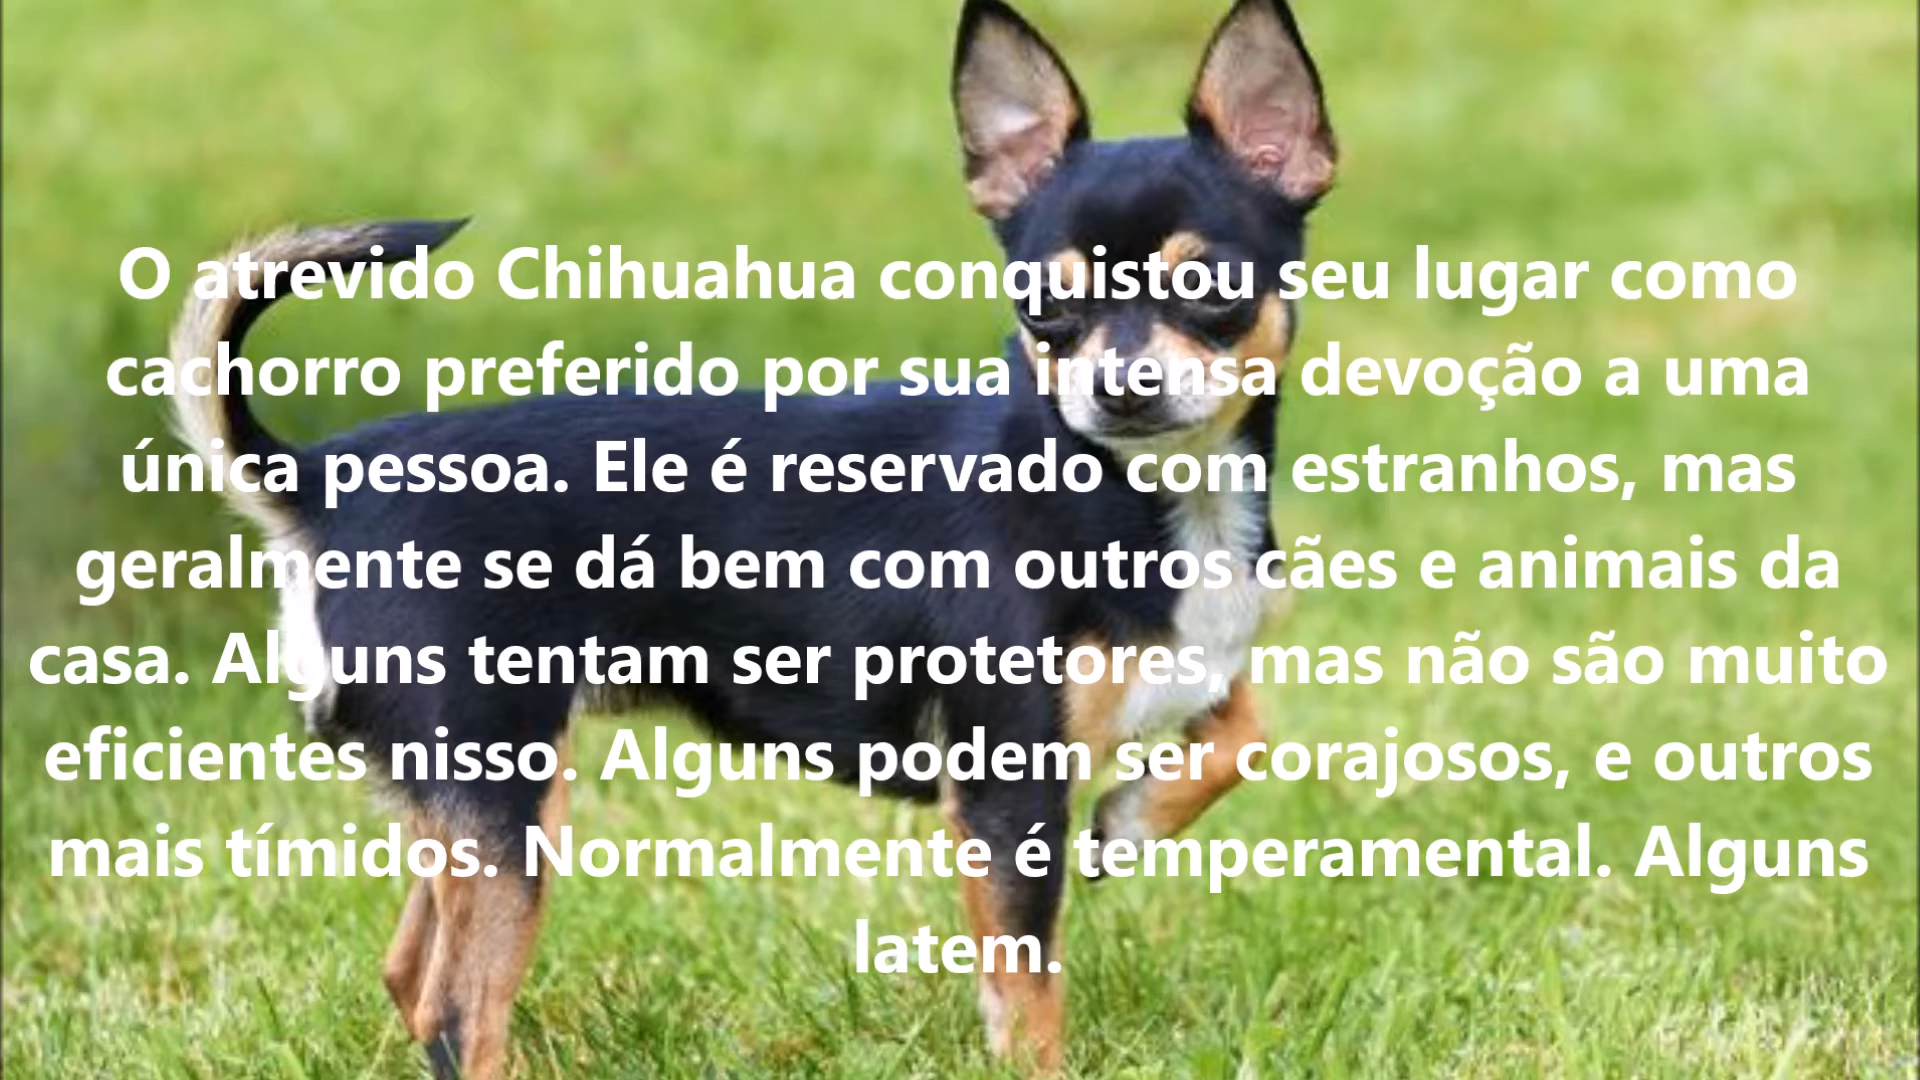 O atrevido Chihuahua conquistou seu lugar como
cachorro preferido por sua intensa devoção a uma
única pessoa. Ele é reservado com estranhos, mas
geralmente se dá bem com outros cães e animais da
casa. Alguns tentam ser protetores, mas não são muito
eficientes nisso. Alguns podem ser corajosos, e outros
mais tímidos. Normalmente é temperamental. Alguns
latem.